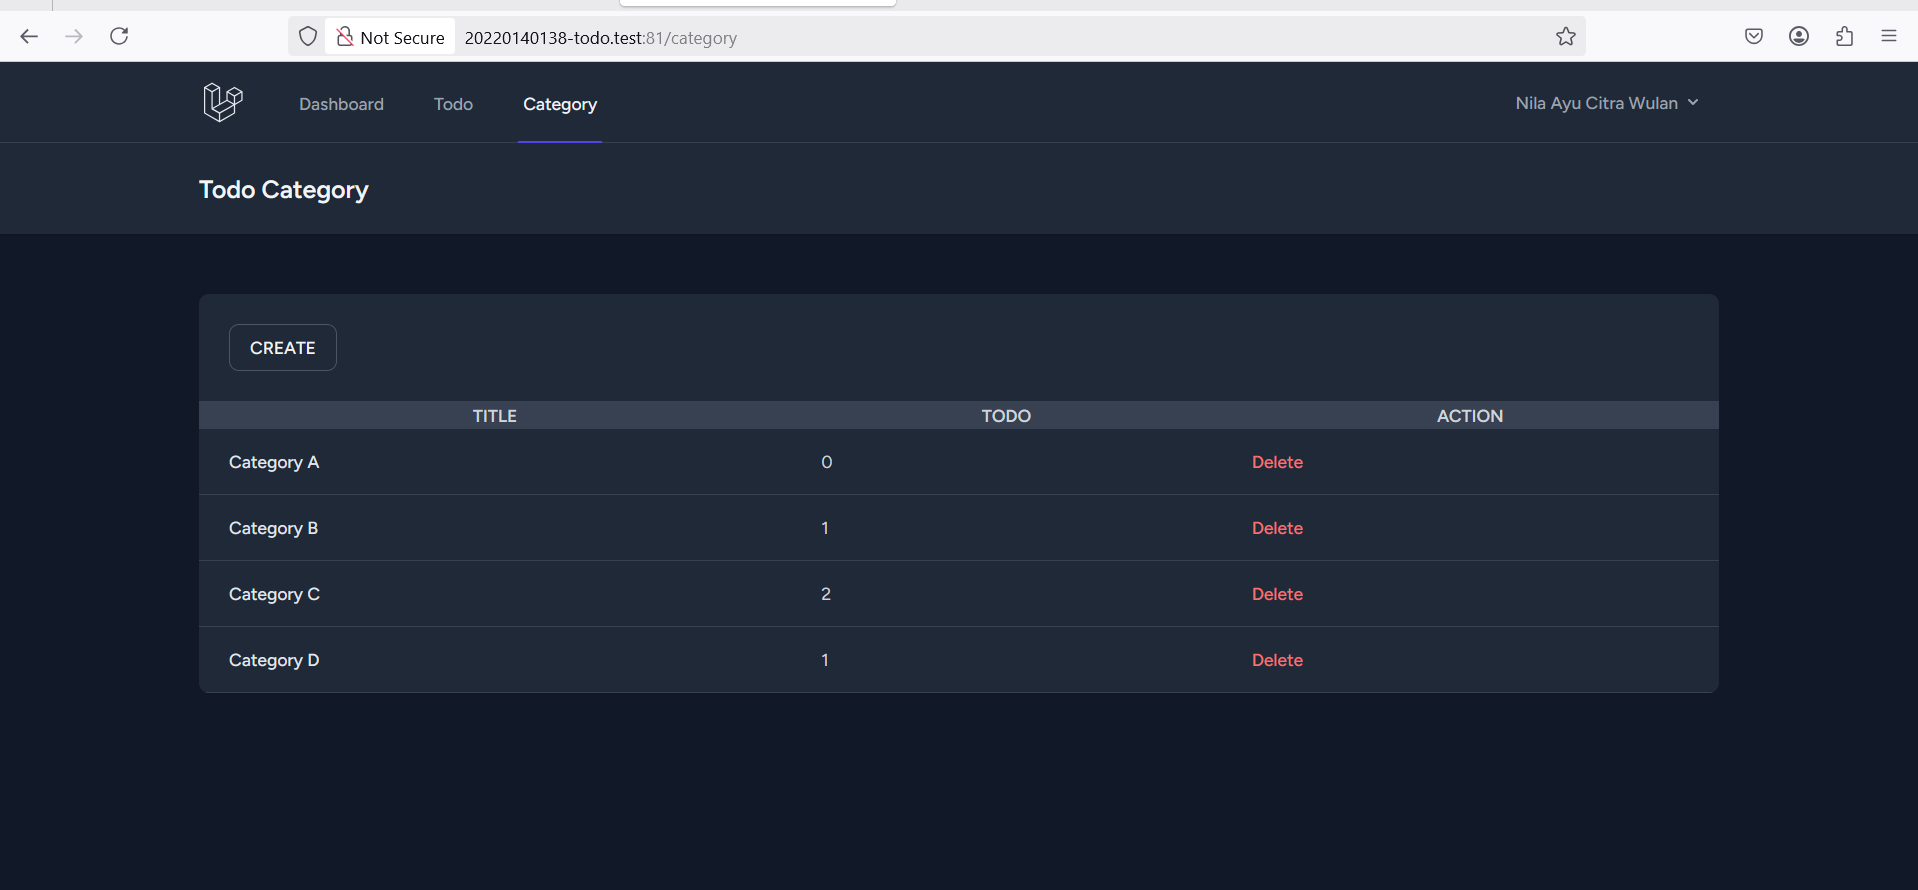 Not Secure 20220140138-todo.test:81/category
Dashboard Todo Category Nila Ayu Citra Wulan
Todo Category
CREATE
TITLE TODO ACTION
Category A 0 Delete
Category B 1 Delete
Category C 2 Delete
Category D 1 Delete